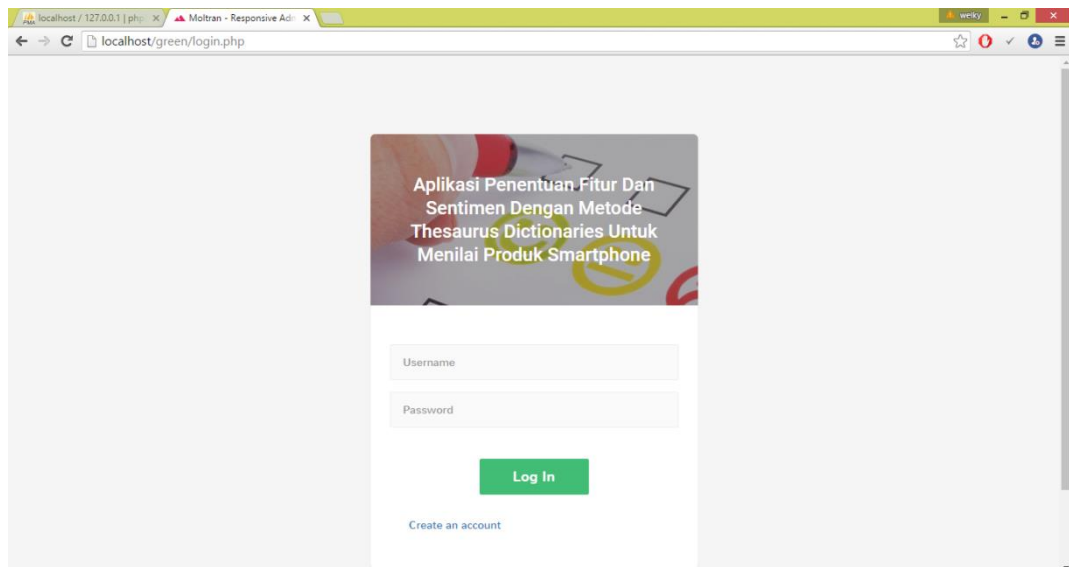 localhost / 127.0.0.1 | php
Moltran - Responsive Adm
welky
localhost/green/login.php
Aplikasi Penentuan Fitur Dan
Sentimen Dengan Metode
Thesaurus Dictionaries Untuk
Menilai Produk Smartphone
Username
Password
Log In
Create an account